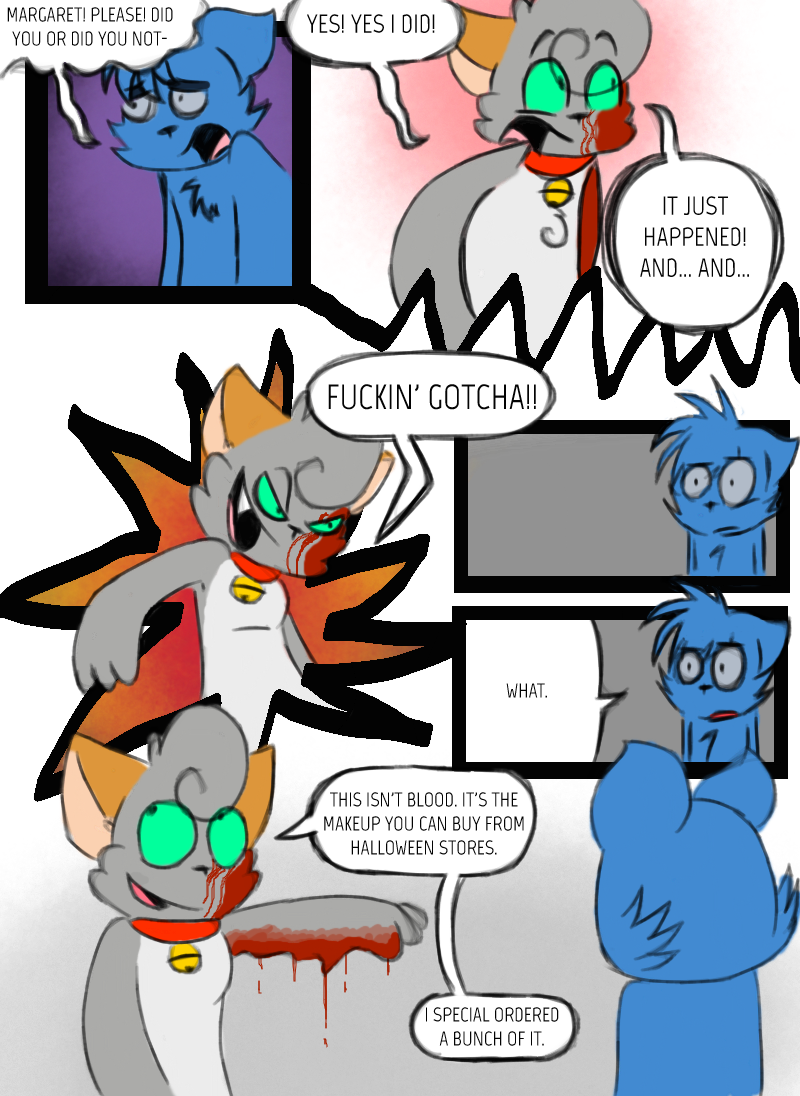 MARGARET! PLEASE! DID
YOU OR DID YOU NOT-
YES! YES I DID!
IT JUST
HAPPENED!
AND... AND...
FUCKIN' GOTCHA!!
WHAT.
THIS ISN'T BLOOD. IT'S THE
MAKEUP YOU CAN BUY FROM
HALLOWEEN STORES.
I SPECIAL ORDERED
A BUNCH OF IT.